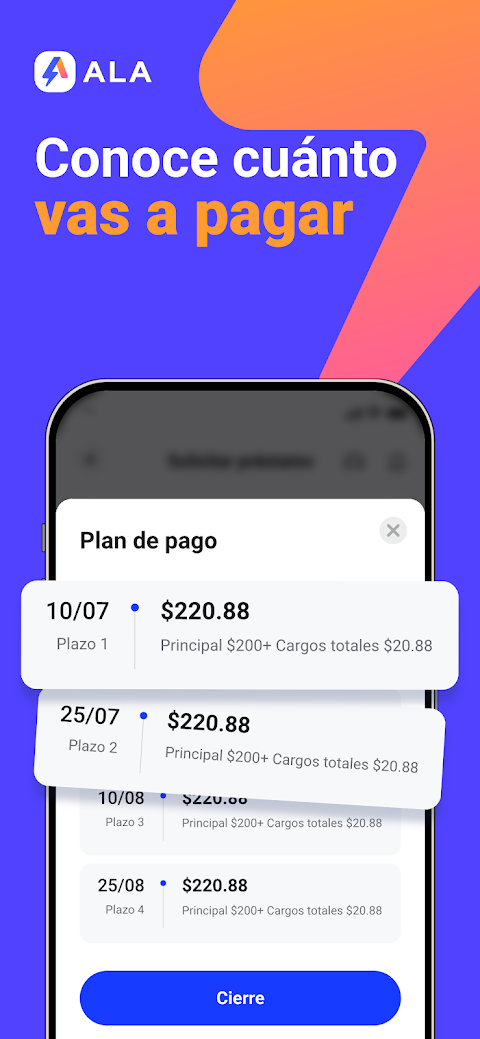 ALA
Conoce cuánto
vas a pagar
Plan de pago
10/07
$220.88
Plazo 1
Principal $200+ Cargos totales $20.88
25/07
$220.88
Plazo 2
Principal $200+ Cargos totales $20.88
10/08
$220.88
Plazo 3
Principal $200+ Cargos totales $20.88
25/08
$220.88
Plazo 4
Principal $200+ Cargos totales $20.88
Cierre